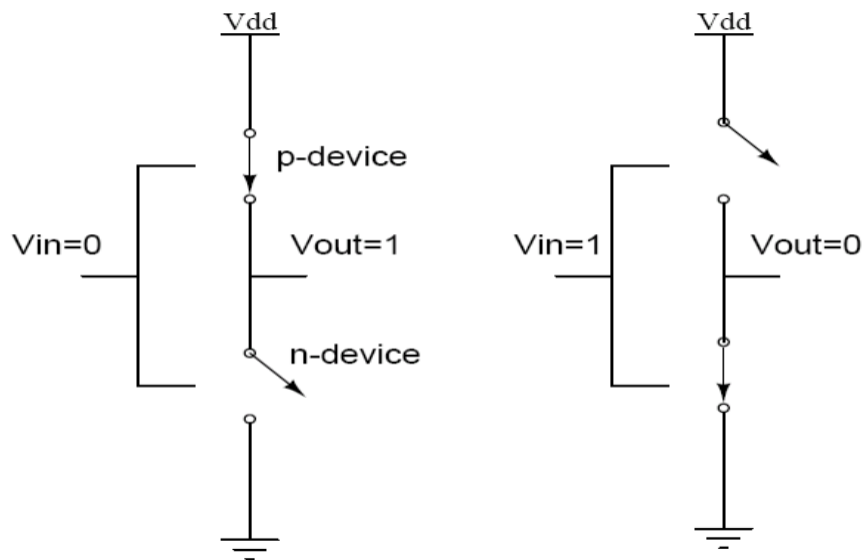 Vdd
p-device
Vin=0
Vout=1
n-device
Vdd
Vin=1
Vout=0